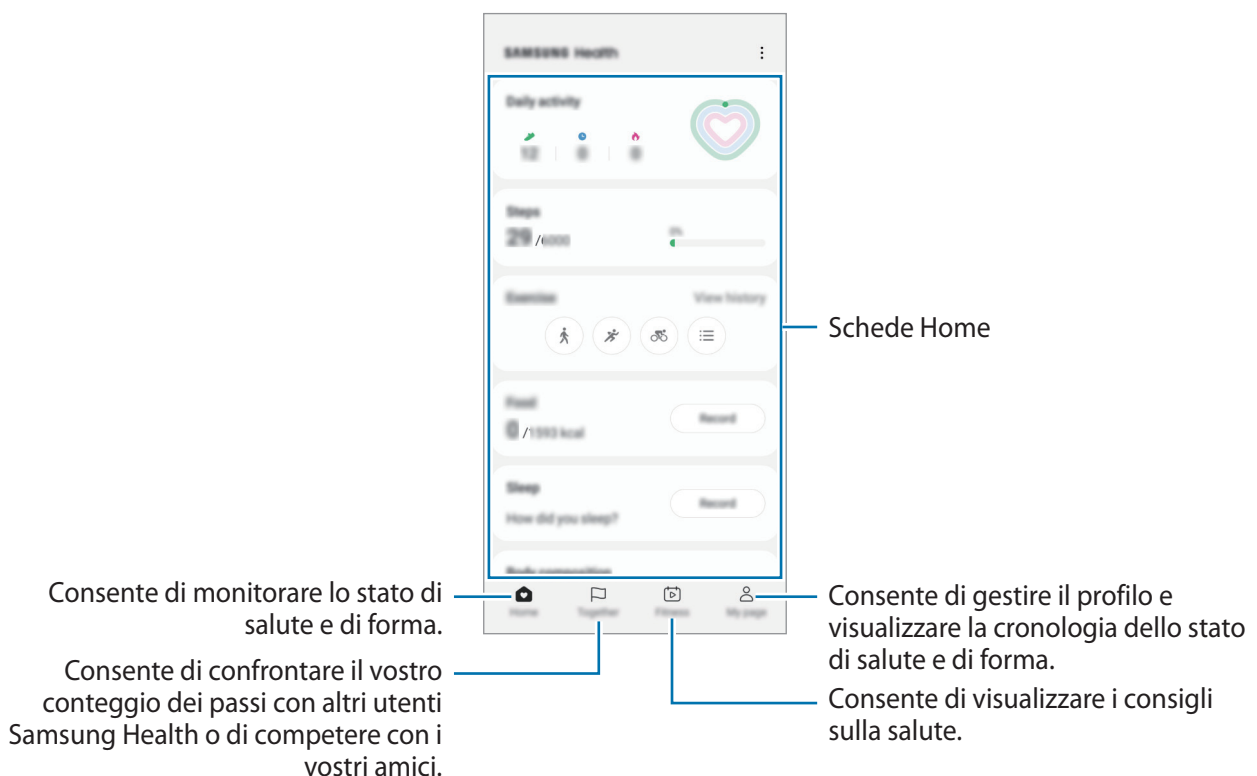 SAMSUNG Health
Daily activity
12 0 0
Steps
29 /6000
0%
Exercise View history
Food
0 /1593 kcal
Record
Sleep
How did you sleep?
Record
Body composition
Home Together Fitness My page
Schede Home
Consente di monitorare lo stato di
salute e di forma.
Consente di confrontare il vostro
conteggio dei passi con altri utenti
Samsung Health o di competere con i
vostri amici.
Consente di gestire il profilo e
visualizzare la cronologia dello stato
di salute e di forma.
Consente di visualizzare i consigli
sulla salute.